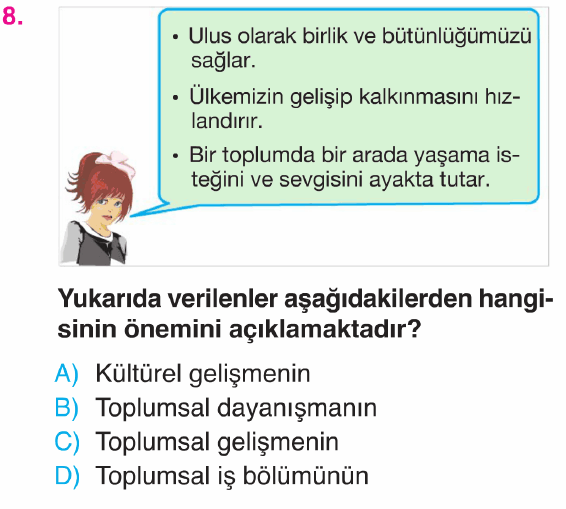 8.
• Ulus olarak birlik ve bütünlüğümüzü
sağlar.
• Ülkemizin gelişip kalkınmasını hız-
landırır.
• Bir toplumda bir arada yaşama is-
teğini ve sevgisini ayakta tutar.
Yukarıda verilenler aşağıdakilerden hangi-
sinin önemini açıklamaktadır?
A) Kültürel gelişmenin
B) Toplumsal dayanışmanın
C) Toplumsal gelişmenin
D) Toplumsal iş bölümünün